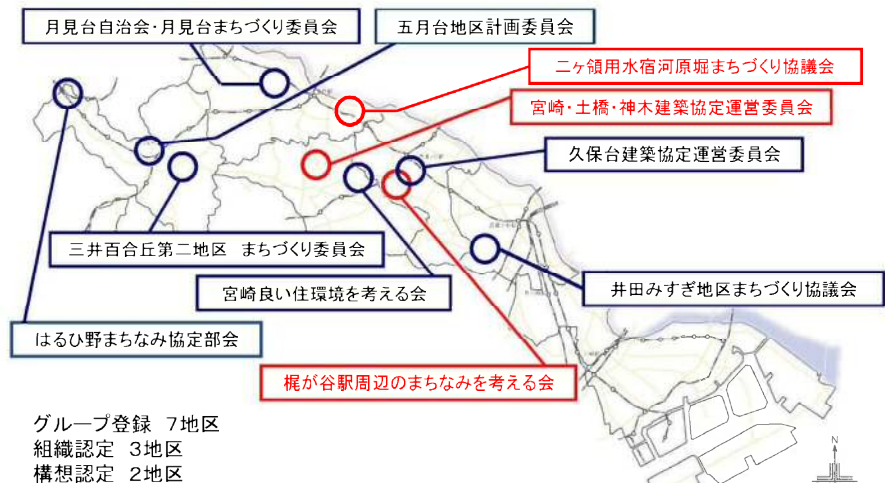 月見台自治会・月見台まちづくり委員会
五月台地区計画委員会
二ヶ領用水宿河原堀まちづくり協議会
宮崎・土橋・神木建築協定運営委員会
久保台建築協定運営委員会
三井百合丘第二地区 まちづくり委員会
宮崎良い住環境を考える会
井田みすぎ地区まちづくり協議会
はるひ野まちなみ協定部会
梶が谷駅周辺のまちなみを考える会
グループ登録 7地区
組織認定 3地区
構想認定 2地区
N